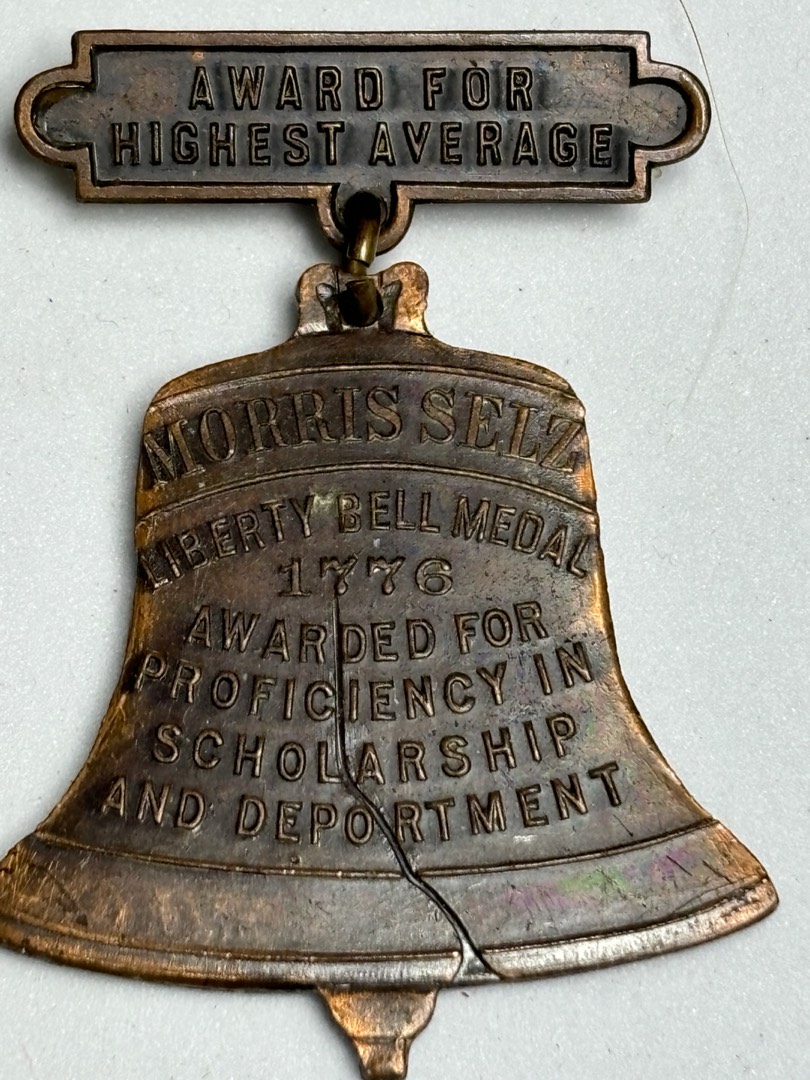 AWARD FOR
HIGHEST AVERAGE
MORRIS SELZ
LIBERTY BELL MEDAL
1776
AWARDED FOR
PROFICIENCY IN
SCHOLARSHIP
AND DEPORTMENT